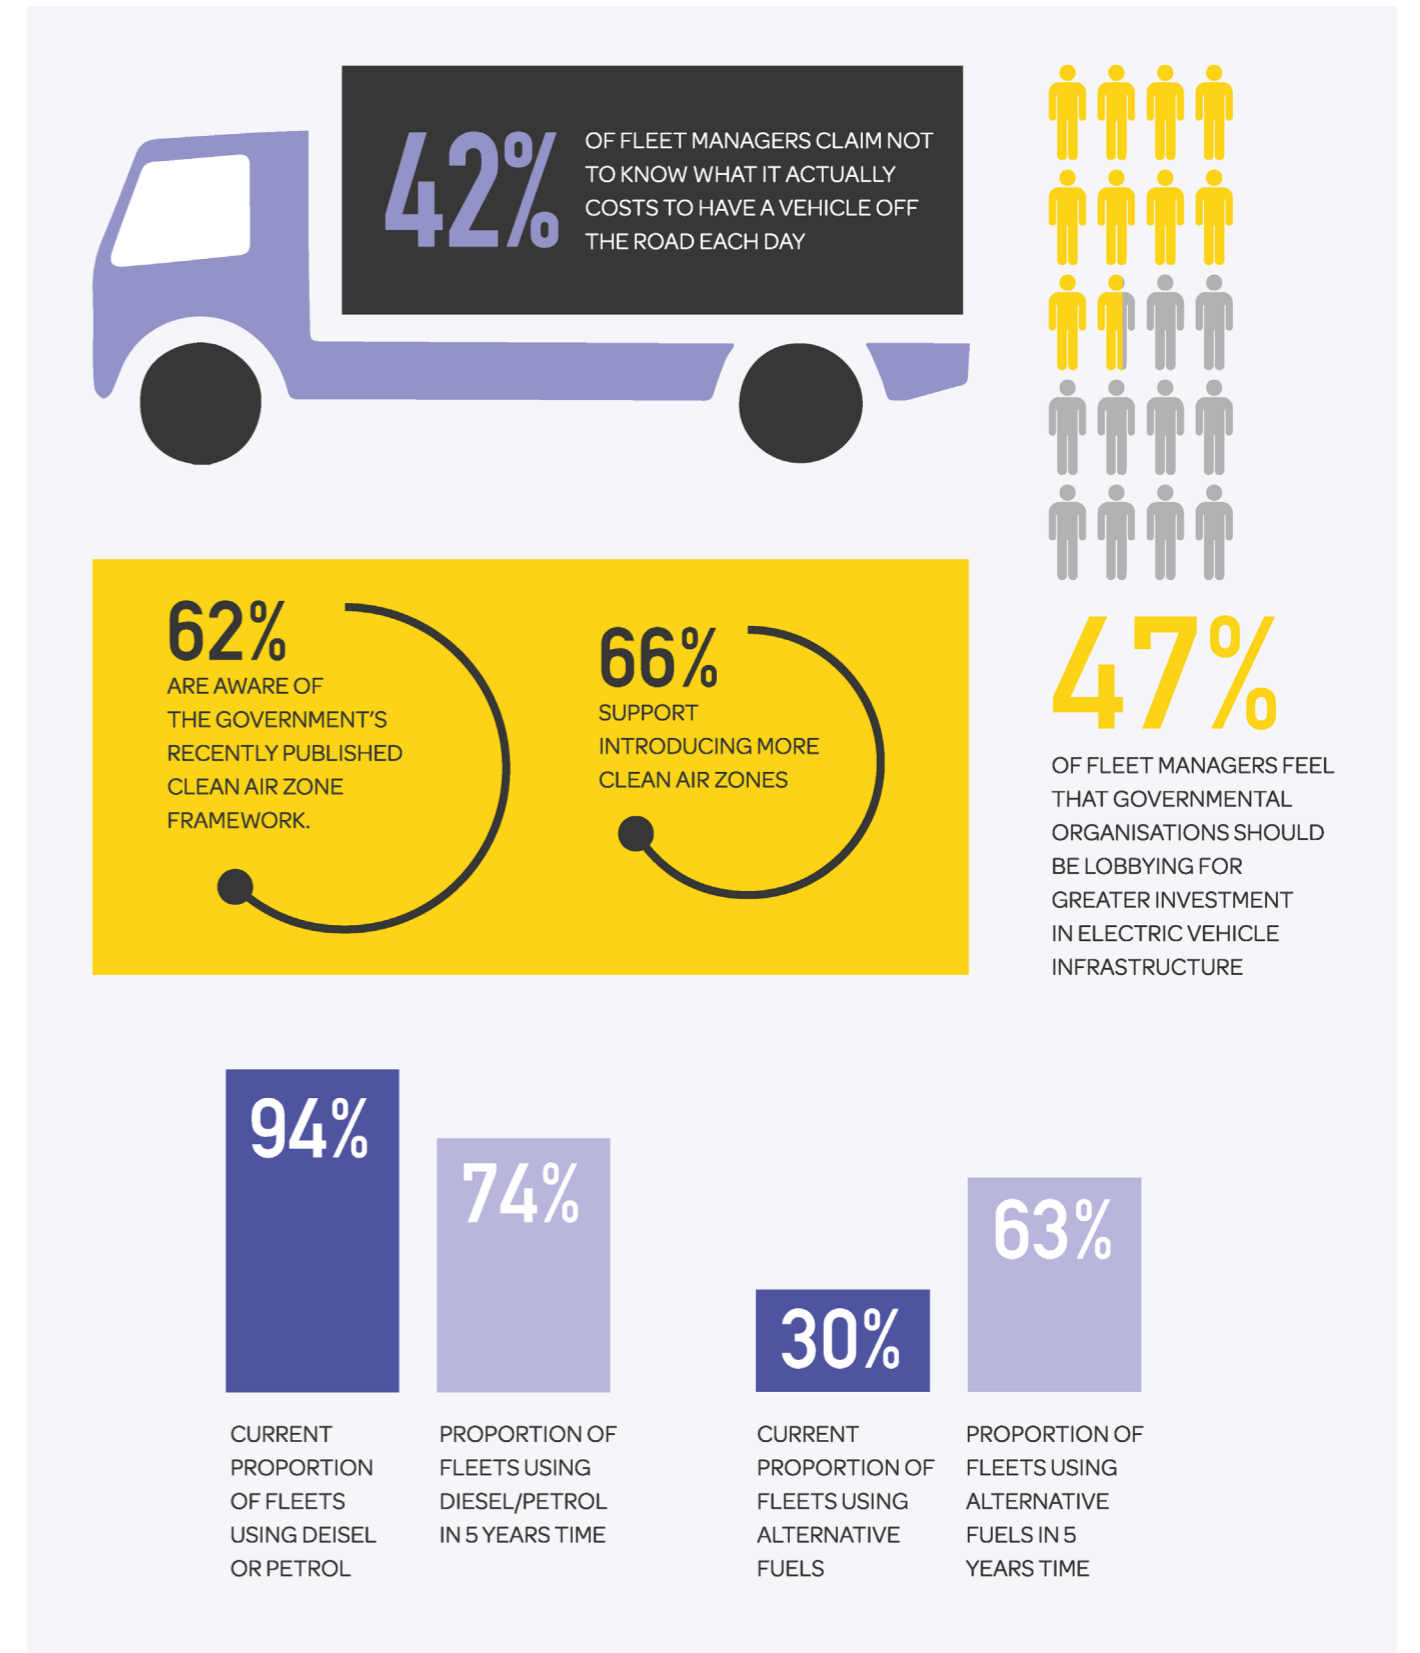 42%
OF FLEET MANAGERS CLAIM NOT
TO KNOW WHAT IT ACTUALLY
COSTS TO HAVE A VEHICLE OFF
THE ROAD EACH DAY
62%
ARE AWARE OF
THE GOVERNMENT'S
RECENTLY PUBLISHED
CLEAN AIR ZONE
FRAMEWORK.
66%
SUPPORT
INTRODUCING MORE
CLEAN AIR ZONES
47%
OF FLEET MANAGERS FEEL
THAT GOVERNMENTAL
ORGANISATIONS SHOULD
BE LOBBYING FOR
GREATER INVESTMENT
IN ELECTRIC VEHICLE
INFRASTRUCTURE
94%
CURRENT
PROPORTION
OF FLEETS
USING DEISEL
OR PETROL
74%
PROPORTION OF
FLEETS USING
DIESEL/PETROL
IN 5 YEARS TIME
30%
CURRENT
PROPORTION OF
FLEETS USING
ALTERNATIVE
FUELS
63%
PROPORTION OF
FLEETS USING
ALTERNATIVE
FUELS IN 5
YEARS TIME